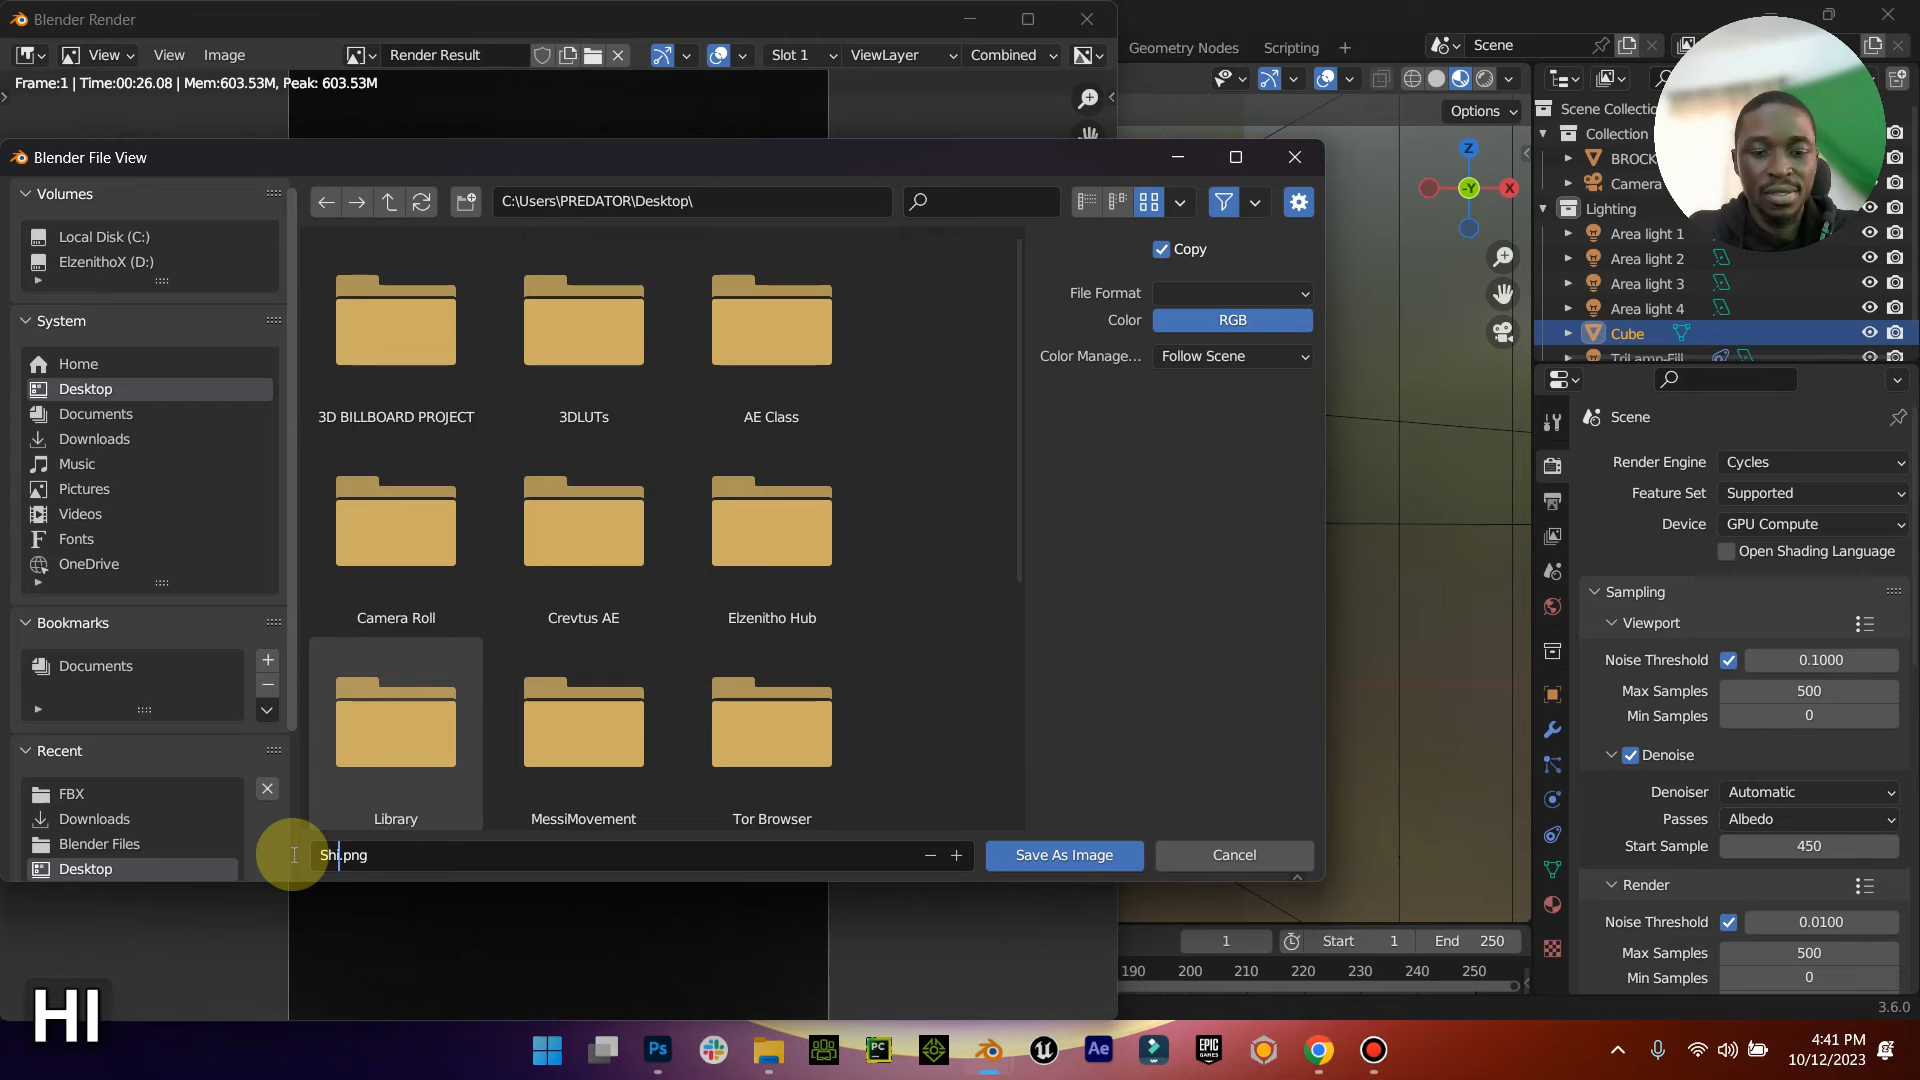 Blender Render
View View Image Render Result Slot 1 ViewLayer Combined
Geometry Nodes Scripting + Scene
Frame:1 | Time:00:26.08 | Mem:603.53M, Peak: 603.53M
Options
Blender File View
Volumes
Local Disk (C:)
ElzenithoX (D:)
System
Home
Desktop
Documents
Downloads
Music
Pictures
Videos
Fonts
OneDrive
Bookmarks
Documents
Recent
FBX
Downloads
Blender Files
Desktop
C:\Users\PREDATOR\Desktop\
3D BILLBOARD PROJECT 3DLUTs AE Class
Camera Roll Crevtus AE Elzenitho Hub
Library MessiMovement Tor Browser
Shi.png
Save As Image Cancel
Copy
File Format
Color RGB
Color Manage... Follow Scene
Z
-Y X
Scene Collectio
Collection
BROCK
Camera
Lighting
Area light 1
Area light 2
Area light 3
Area light 4
Cube
TriLamp-Fill
Scene
Render Engine Cycles
Feature Set Supported
Device GPU Compute
Open Shading Language
Sampling
Viewport
Noise Threshold 0.1000
Max Samples 500
Min Samples 0
Denoise
Denoiser Automatic
Passes Albedo
Start Sample 450
Render
Noise Threshold 0.0100
Max Samples 500
Min Samples 0
1 Start 1 End 250
190 200 210 220 230 240 250
3.6.0
HI
Ps PC Ae EPIC GAMES
4:41 PM
10/12/2023